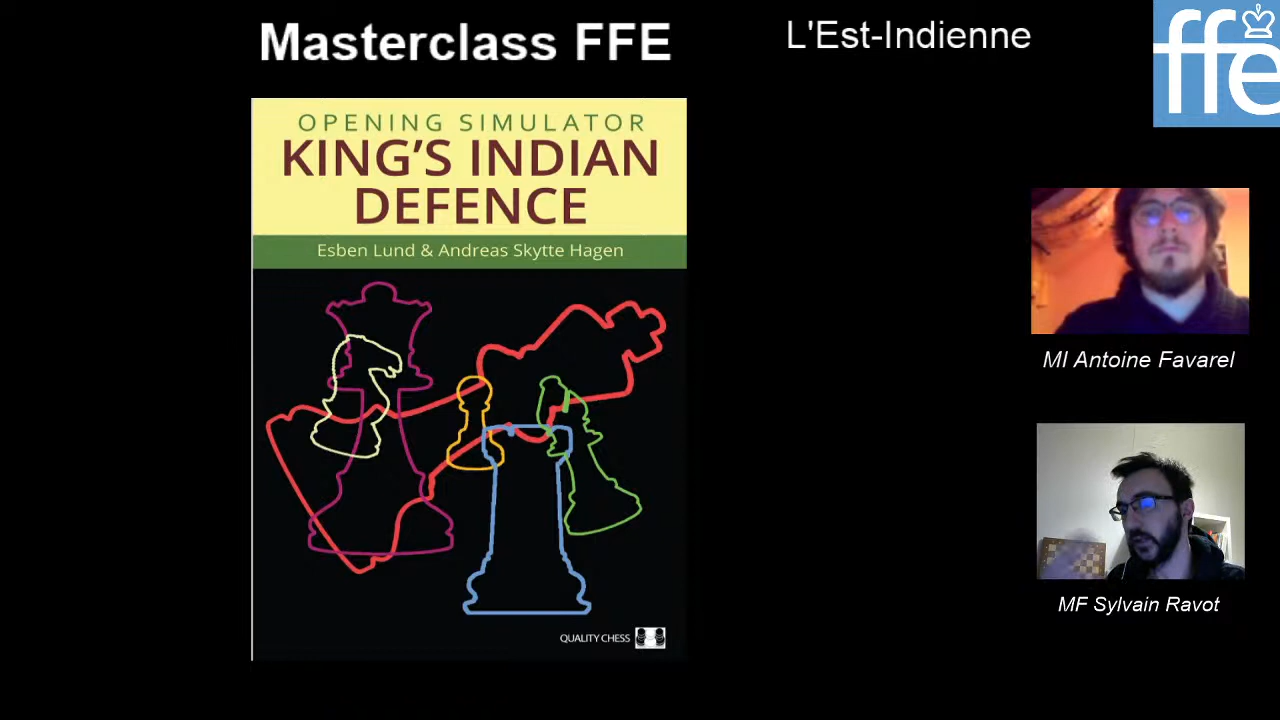 Masterclass FFE
L'Est-Indienne
ffe
OPENING SIMULATOR
KING'S INDIAN
DEFENCE
Esben Lund & Andreas Skytte Hagen
QUALITY CHESS
MI Antoine Favarel
MF Sylvain Ravot